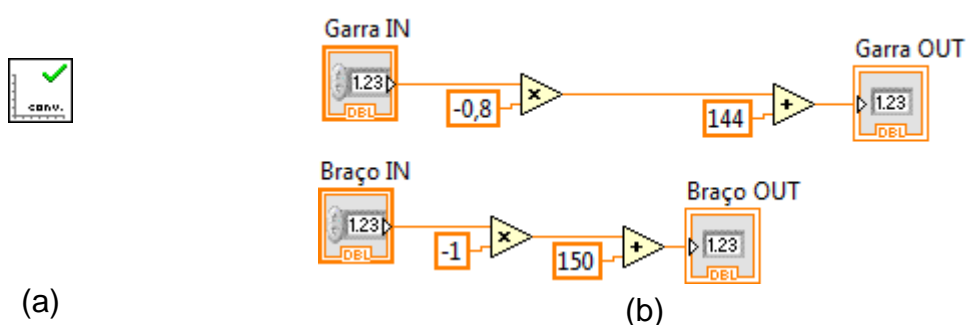 conv.
(a)
Garra IN
1.23
DBL
-0,8
x
144
+
Garra OUT
1.23
DBL
Braço IN
1.23
DBL
-1
x
150
+
Braço OUT
1.23
DBL
(b)